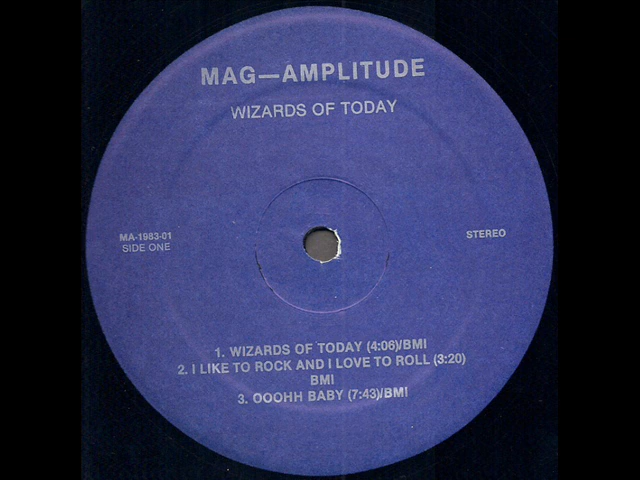 MAG—AMPLITUDE
WIZARDS OF TODAY
MA-1983-01
SIDE ONE
STEREO
1. WIZARDS OF TODAY (4:06)/BMI
2. I LIKE TO ROCK AND I LOVE TO ROLL (3:20)
BMI
3. OOOHH BABY (7:43)/BMI